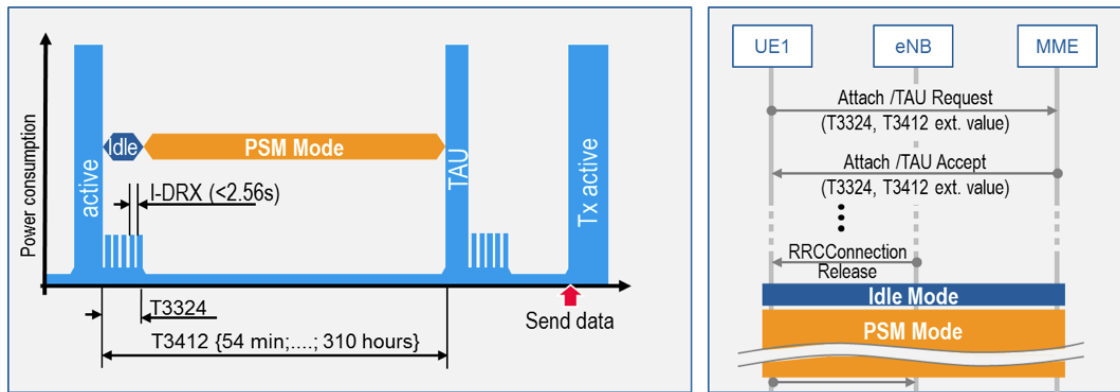 Power consumption
active
Idle
PSM Mode
I-DRX (<2.56s)
TAU
Tx active
T3324
T3412 {54 min;....; 310 hours}
Send data
UE1
eNB
MME
Attach /TAU Request
(T3324, T3412 ext. value)
Attach /TAU Accept
(T3324, T3412 ext. value)
RRCConnection
Release
Idle Mode
PSM Mode